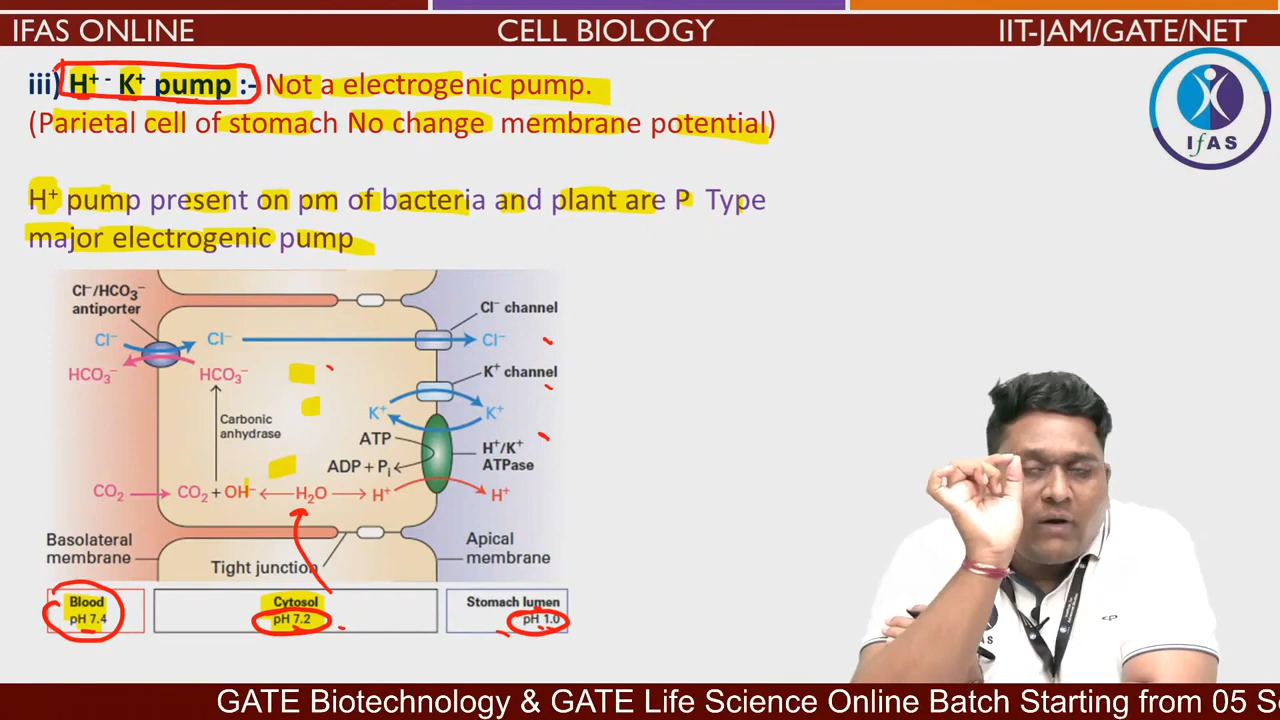 IFAS ONLINE
CELL BIOLOGY
IIT-JAM/GATE/NET
iii) H+ - K+ pump :- Not a electrogenic pump.
(Parietal cell of stomach No change membrane potential)
IfAS
H+ pump present on pm of bacteria and plant are P Type
major electrogenic pump
Cl–/HCO3–
antiporter
Cl– channel
Cl–
Cl–
Cl–
HCO3–
HCO3–
K+ channel
K+
K+
Carbonic
anhydrase
ATP
H+/K+
ATPase
ADP + Pi
CO2
CO2 + OH–
H2O
H+
H+
Basolateral
membrane
Apical
membrane
Tight junction
Blood
pH 7.4
Cytosol
pH 7.2
Stomach lumen
pH 1.0
GATE Biotechnology & GATE Life Science Online Batch Starting from 05 S